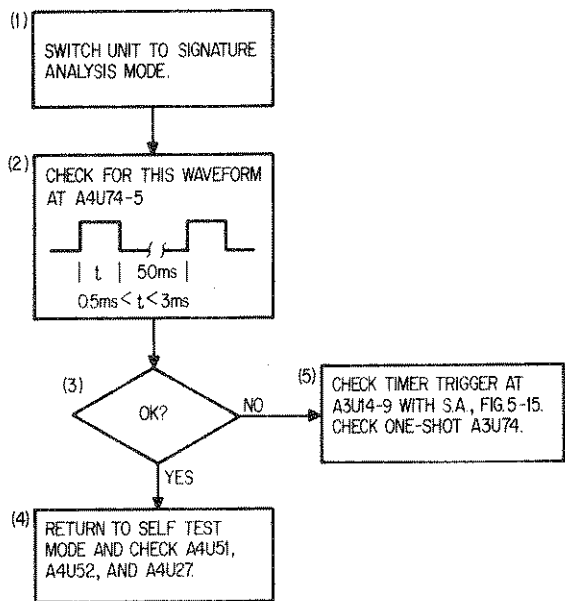 (1)
SWITCH UNIT TO SIGNATURE
ANALYSIS MODE.
(2)
CHECK FOR THIS WAVEFORM
AT A4U74-5
| t | 50ms |
0.5ms < t < 3ms
(3)
OK?
NO
(5)
CHECK TIMER TRIGGER AT
A3U14-9 WITH S.A., FIG. 5-15.
CHECK ONE-SHOT A3U74.
YES
(4)
RETURN TO SELF TEST
MODE AND CHECK A4U51,
A4U52, AND A4U27.